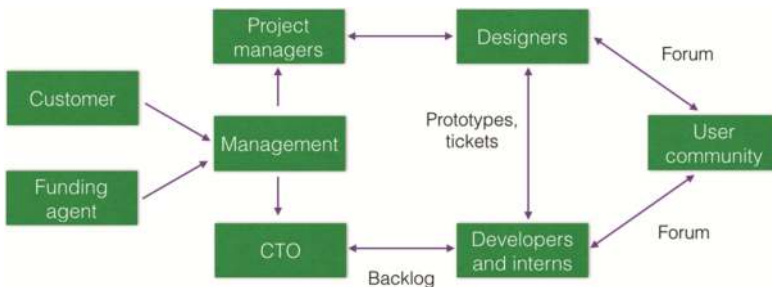 Project
managers
Designers
Forum
Customer
Prototypes,
tickets
Management
User
community
Funding
agent
CTO
Backlog
Developers
and interns
Forum